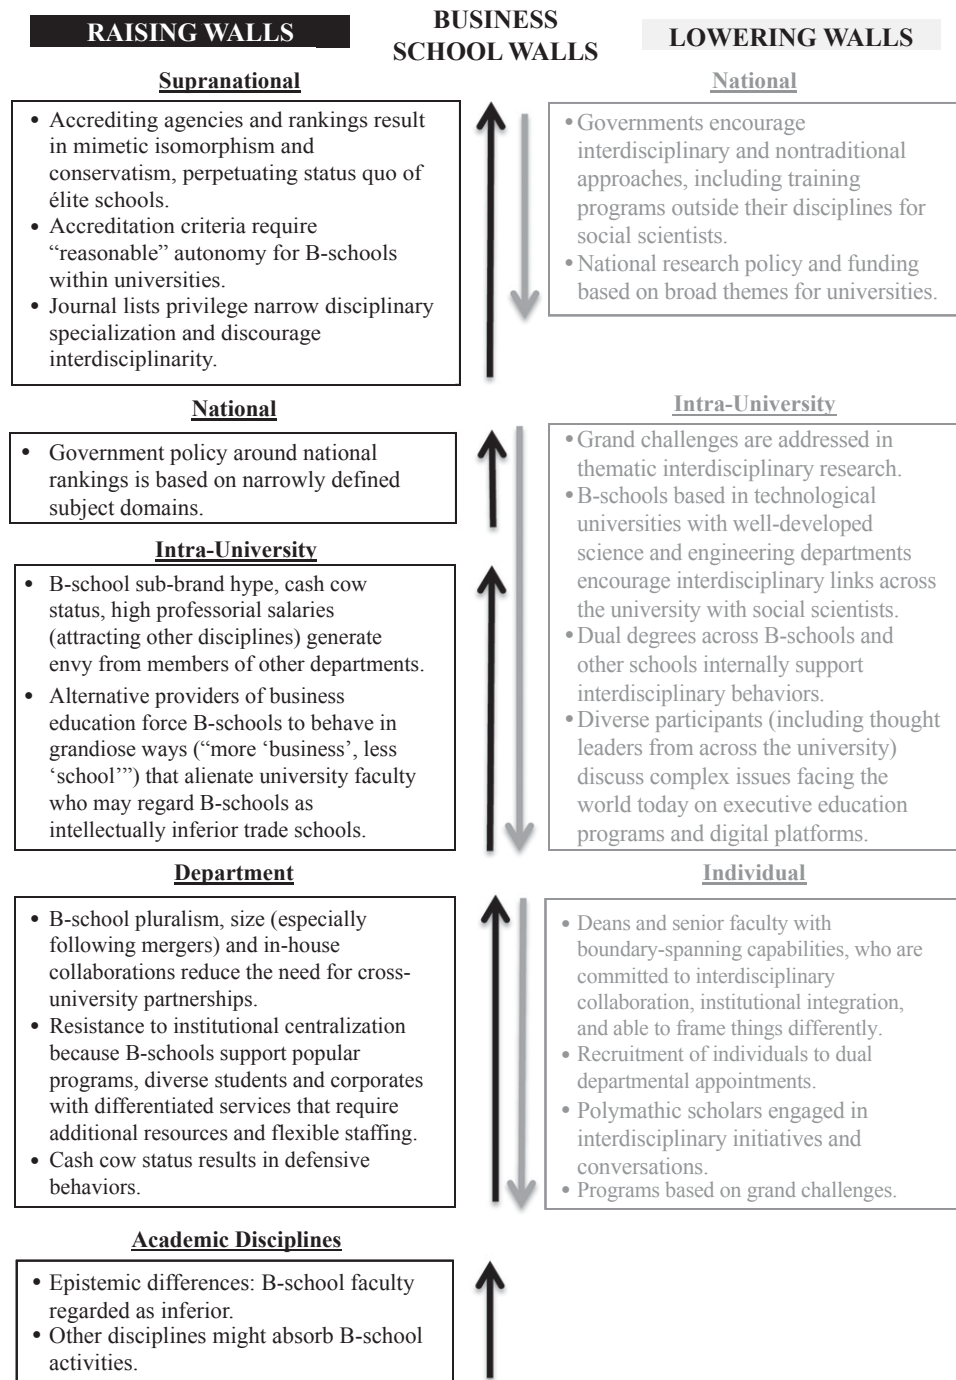 RAISING WALLS
BUSINESS
SCHOOL WALLS
LOWERING WALLS
Supranational
• Accrediting agencies and rankings result
in mimetic isomorphism and
conservatism, perpetuating status quo of
élite schools.
• Accreditation criteria require
“reasonable” autonomy for B-schools
within universities.
• Journal lists privilege narrow disciplinary
specialization and discourage
interdisciplinarity.
National
• Government policy around national
rankings is based on narrowly defined
subject domains.
Intra-University
• B-school sub-brand hype, cash cow
status, high professorial salaries
(attracting other disciplines) generate
envy from members of other departments.
• Alternative providers of business
education force B-schools to behave in
grandiose ways (“more ‘business’, less
‘school’”) that alienate university faculty
who may regard B-schools as
intellectually inferior trade schools.
Department
• B-school pluralism, size (especially
following mergers) and in-house
collaborations reduce the need for cross-
university partnerships.
• Resistance to institutional centralization
because B-schools support popular
programs, diverse students and corporates
with differentiated services that require
additional resources and flexible staffing.
• Cash cow status results in defensive
behaviors.
Academic Disciplines
• Epistemic differences: B-school faculty
regarded as inferior.
• Other disciplines might absorb B-school
activities.
National
• Governments encourage
interdisciplinary and nontraditional
approaches, including training
programs outside their disciplines for
social scientists.
• National research policy and funding
based on broad themes for universities.
Intra-University
• Grand challenges are addressed in
thematic interdisciplinary research.
• B-schools based in technological
universities with well-developed
science and engineering departments
encourage interdisciplinary links across
the university with social scientists.
• Dual degrees across B-schools and
other schools internally support
interdisciplinary behaviors.
• Diverse participants (including thought
leaders from across the university)
discuss complex issues facing the
world today on executive education
programs and digital platforms.
Individual
• Deans and senior faculty with
boundary-spanning capabilities, who are
committed to interdisciplinary
collaboration, institutional integration,
and able to frame things differently.
• Recruitment of individuals to dual
departmental appointments.
• Polymathic scholars engaged in
interdisciplinary initiatives and
conversations.
• Programs based on grand challenges.